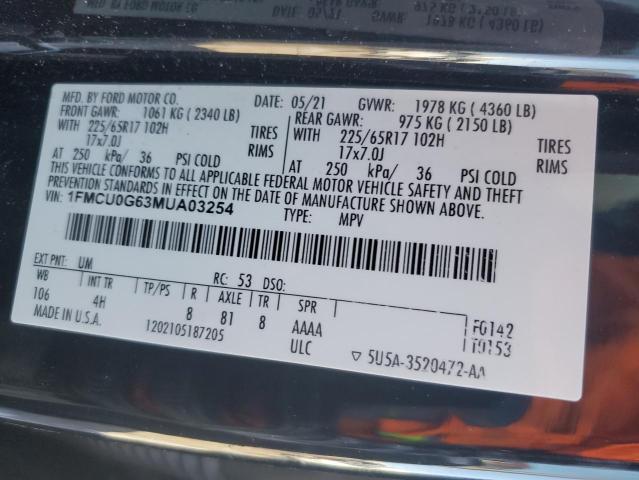 MFD. BY FORD MOTOR CO.
DATE: 05/21 GVWR: 1978 KG ( 4360 LB)
FRONT GAWR: 1061 KG ( 2340 LB) REAR GAWR: 975 KG ( 2150 LB)
WITH 225/65R17 102H TIRES WITH 225/65R17 102H TIRES
17x7.0J RIMS 17x7.0J RIMS
AT 250 kPa/ 36 PSI COLD AT 250 kPa/ 36 PSI COLD
THIS VEHICLE CONFORMS TO ALL APPLICABLE FEDERAL MOTOR VEHICLE SAFETY AND THEFT
PREVENTION STANDARDS IN EFFECT ON THE DATE OF MANUFACTURE SHOWN ABOVE.
VIN: 1FMCU0G63MUA03254 TYPE: MPV
EXT PNT: UM RC: 53 DSO:
WB INT TR TP/PS R AXLE TR SPR
106 4H 8 81 8 AAAA
MADE IN U.S.A. 1202105187205 ULC
FG142
T0153
▽ 5U5A-3520472-AA